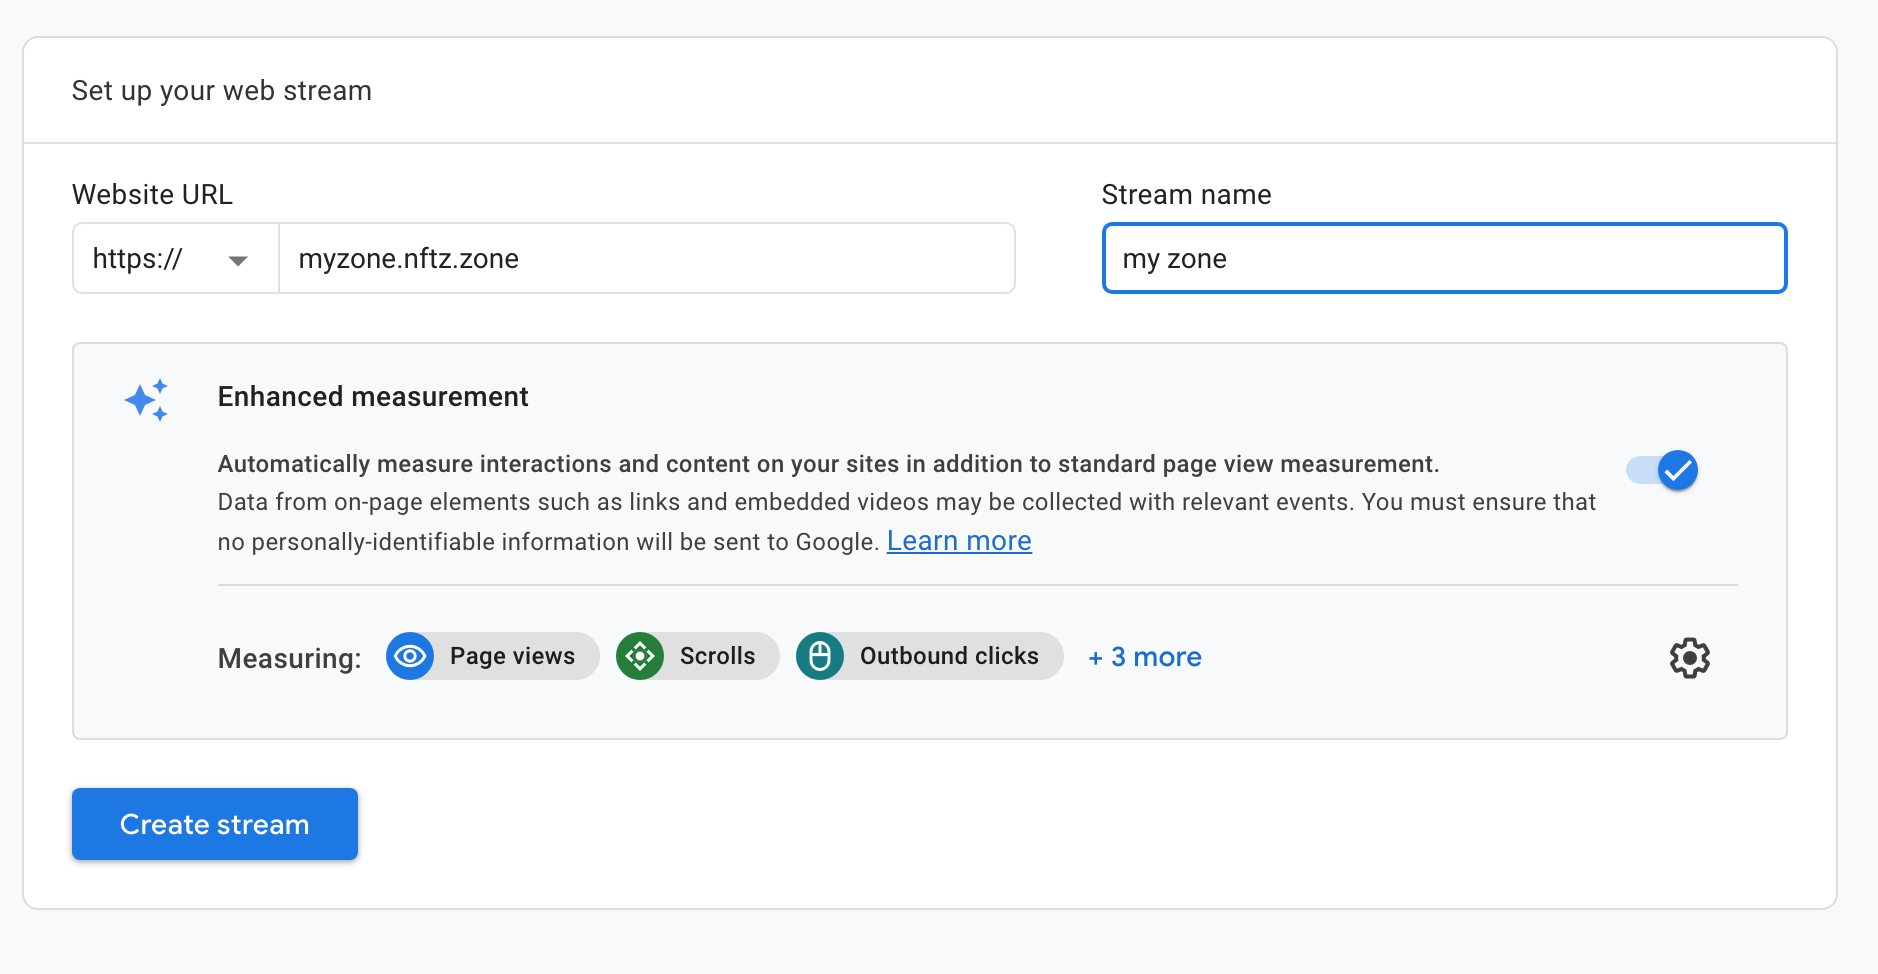 Set up your web stream
Website URL
Stream name
https://
myzone.nftz.zone
my zone
Enhanced measurement
Automatically measure interactions and content on your sites in addition to standard page view measurement.
Data from on-page elements such as links and embedded videos may be collected with relevant events. You must ensure that
no personally-identifiable information will be sent to Google. Learn more
Measuring:
Page views
Scrolls
Outbound clicks
+ 3 more
Create stream